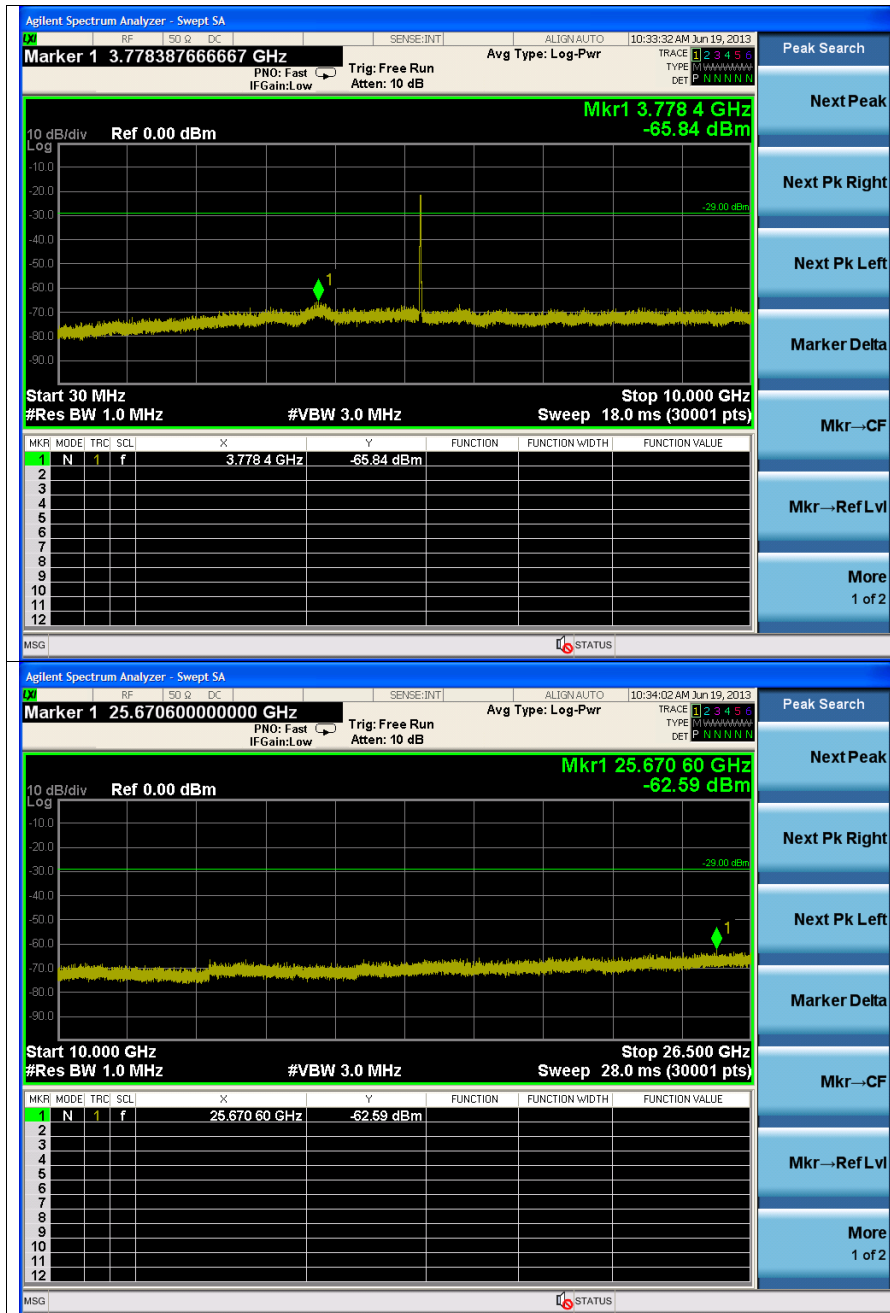 Agilent Spectrum Analyzer - Swept SA
LXI RF 50 Ω DC SENSE:INT ALIGN AUTO 10:33:32 AM Jun 19, 2013
Marker 1 3.778387666667 GHz
PNO: Fast
IFGain:Low
Trig: Free Run
Atten: 10 dB
Avg Type: Log-Pwr
TRACE 1 2 3 4 5 6
TYPE M W W W W W
DET P N N N N N
Mkr1 3.778 4 GHz
-65.84 dBm
10 dB/div Ref 0.00 dBm
Log
-10.0
-20.0
-29.00 dBm
-30.0
-40.0
-50.0
1
-60.0
-70.0
-80.0
-90.0
Start 30 MHz Stop 10.000 GHz
#Res BW 1.0 MHz #VBW 3.0 MHz Sweep 18.0 ms (30001 pts)
MKR MODE TRC SCL X Y FUNCTION FUNCTION WIDTH FUNCTION VALUE
1 N 1 f 3.778 4 GHz -65.84 dBm
2
3
4
5
6
7
8
9
10
11
12
MSG STATUS
Peak Search
Next Peak
Next Pk Right
Next Pk Left
Marker Delta
Mkr→CF
Mkr→Ref Lvl
More
1 of 2
Agilent Spectrum Analyzer - Swept SA
LXI RF 50 Ω DC SENSE:INT ALIGN AUTO 10:34:02 AM Jun 19, 2013
Marker 1 25.670600000000 GHz
PNO: Fast
IFGain:Low
Trig: Free Run
Atten: 10 dB
Avg Type: Log-Pwr
TRACE 1 2 3 4 5 6
TYPE M W W W W W
DET P N N N N N
Mkr1 25.670 60 GHz
-62.59 dBm
10 dB/div Ref 0.00 dBm
Log
-10.0
-20.0
-29.00 dBm
-30.0
-40.0
-50.0
1
-60.0
-70.0
-80.0
-90.0
Start 10.000 GHz Stop 26.500 GHz
#Res BW 1.0 MHz #VBW 3.0 MHz Sweep 28.0 ms (30001 pts)
MKR MODE TRC SCL X Y FUNCTION FUNCTION WIDTH FUNCTION VALUE
1 N 1 f 25.670 60 GHz -62.59 dBm
2
3
4
5
6
7
8
9
10
11
12
MSG STATUS
Peak Search
Next Peak
Next Pk Right
Next Pk Left
Marker Delta
Mkr→CF
Mkr→Ref Lvl
More
1 of 2